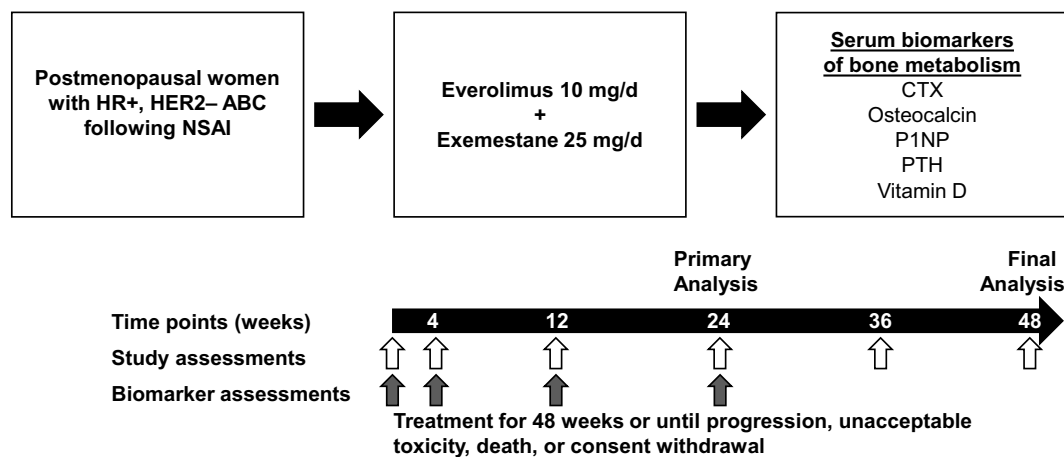 Postmenopausal women
with HR+, HER2– ABC
following NSAI
Everolimus 10 mg/d
+
Exemestane 25 mg/d
Serum biomarkers
of bone metabolism
CTX
Osteocalcin
P1NP
PTH
Vitamin D
Primary
Analysis
Final
Analysis
Time points (weeks) 4 12 24 36 48
Study assessments
Biomarker assessments
Treatment for 48 weeks or until progression, unacceptable
toxicity, death, or consent withdrawal